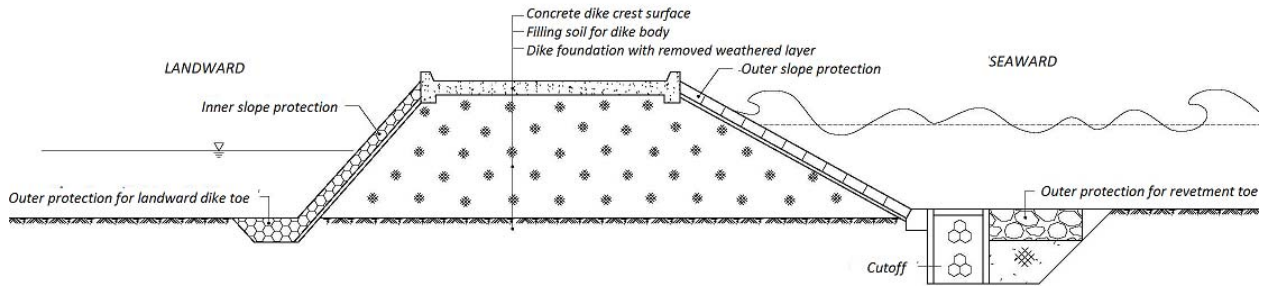 Concrete dike crest surface
Filling soil for dike body
Dike foundation with removed weathered layer
LANDWARD
SEAWARD
Outer slope protection
Inner slope protection
Outer protection for landward dike toe
Outer protection for revetment toe
Cutoff